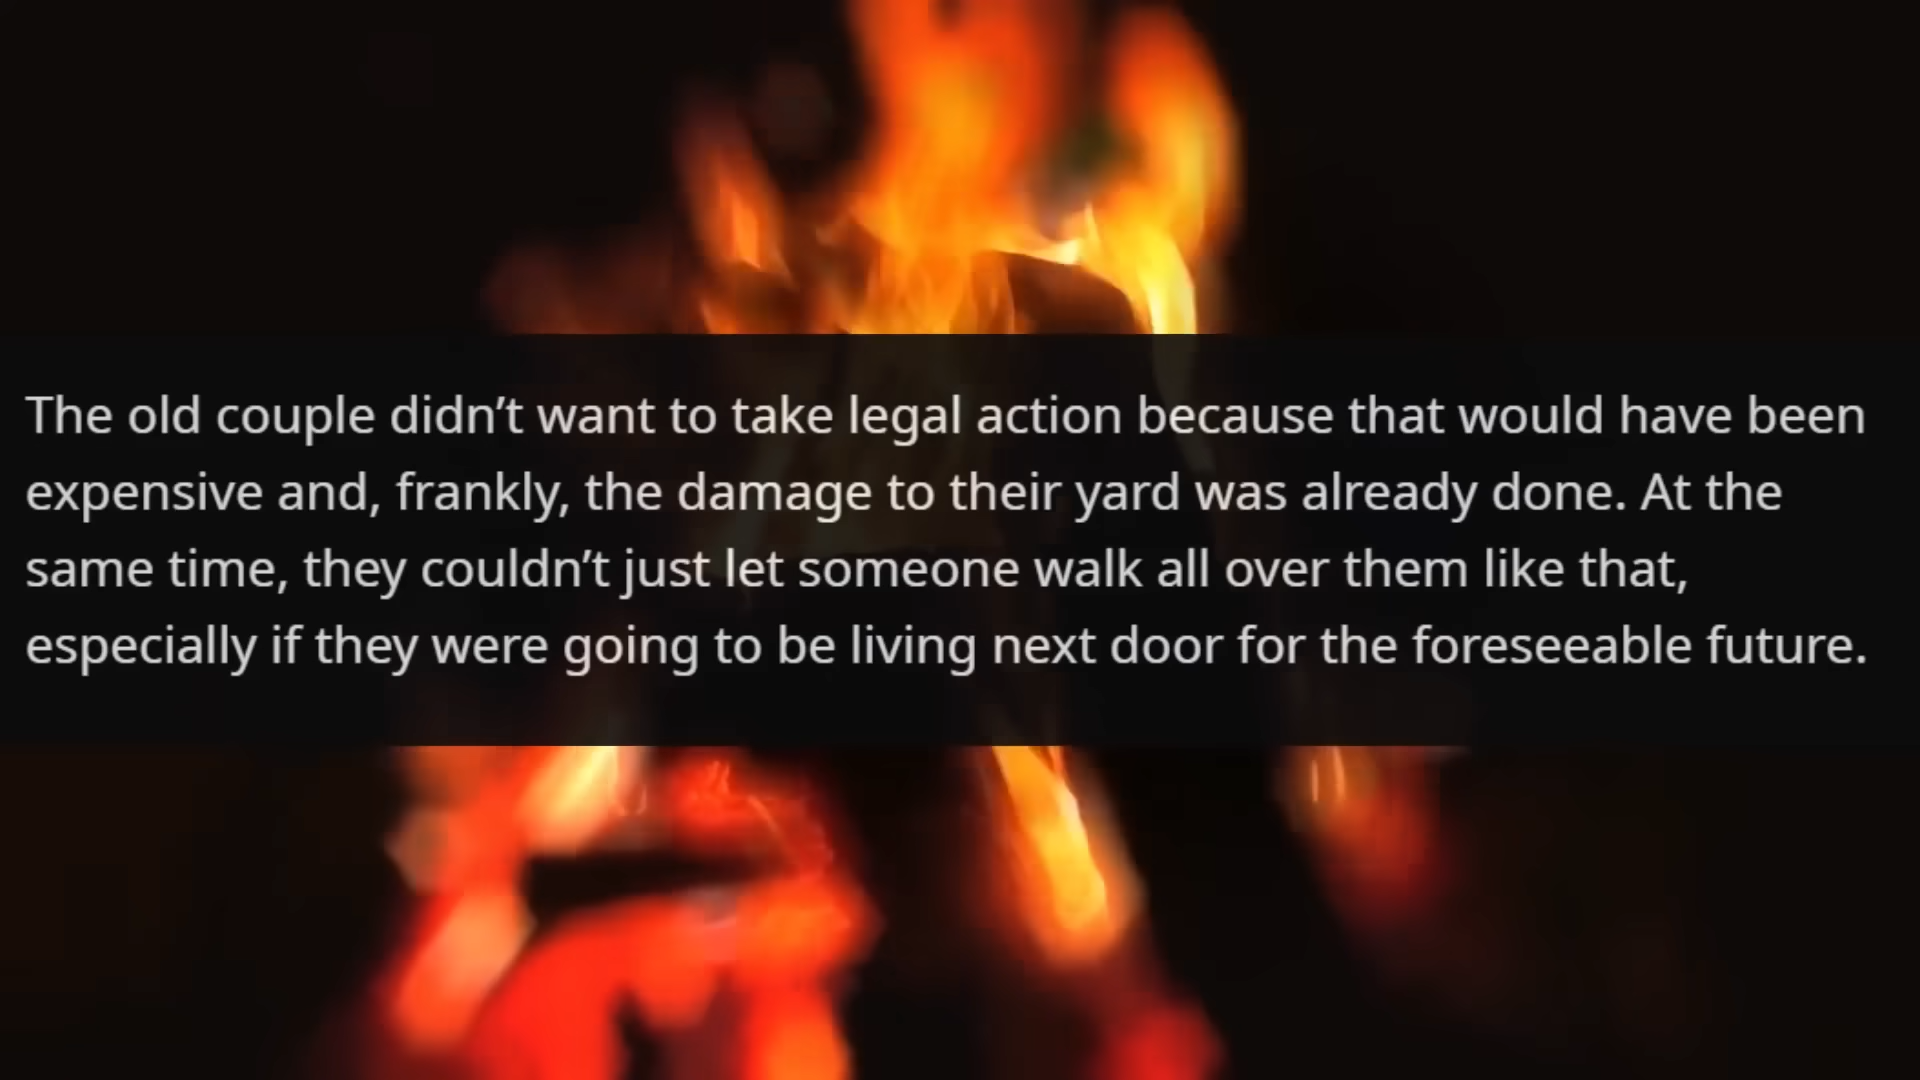 The old couple didn’t want to take legal action because that would have been
expensive and, frankly, the damage to their yard was already done. At the
same time, they couldn’t just let someone walk all over them like that,
especially if they were going to be living next door for the foreseeable future.